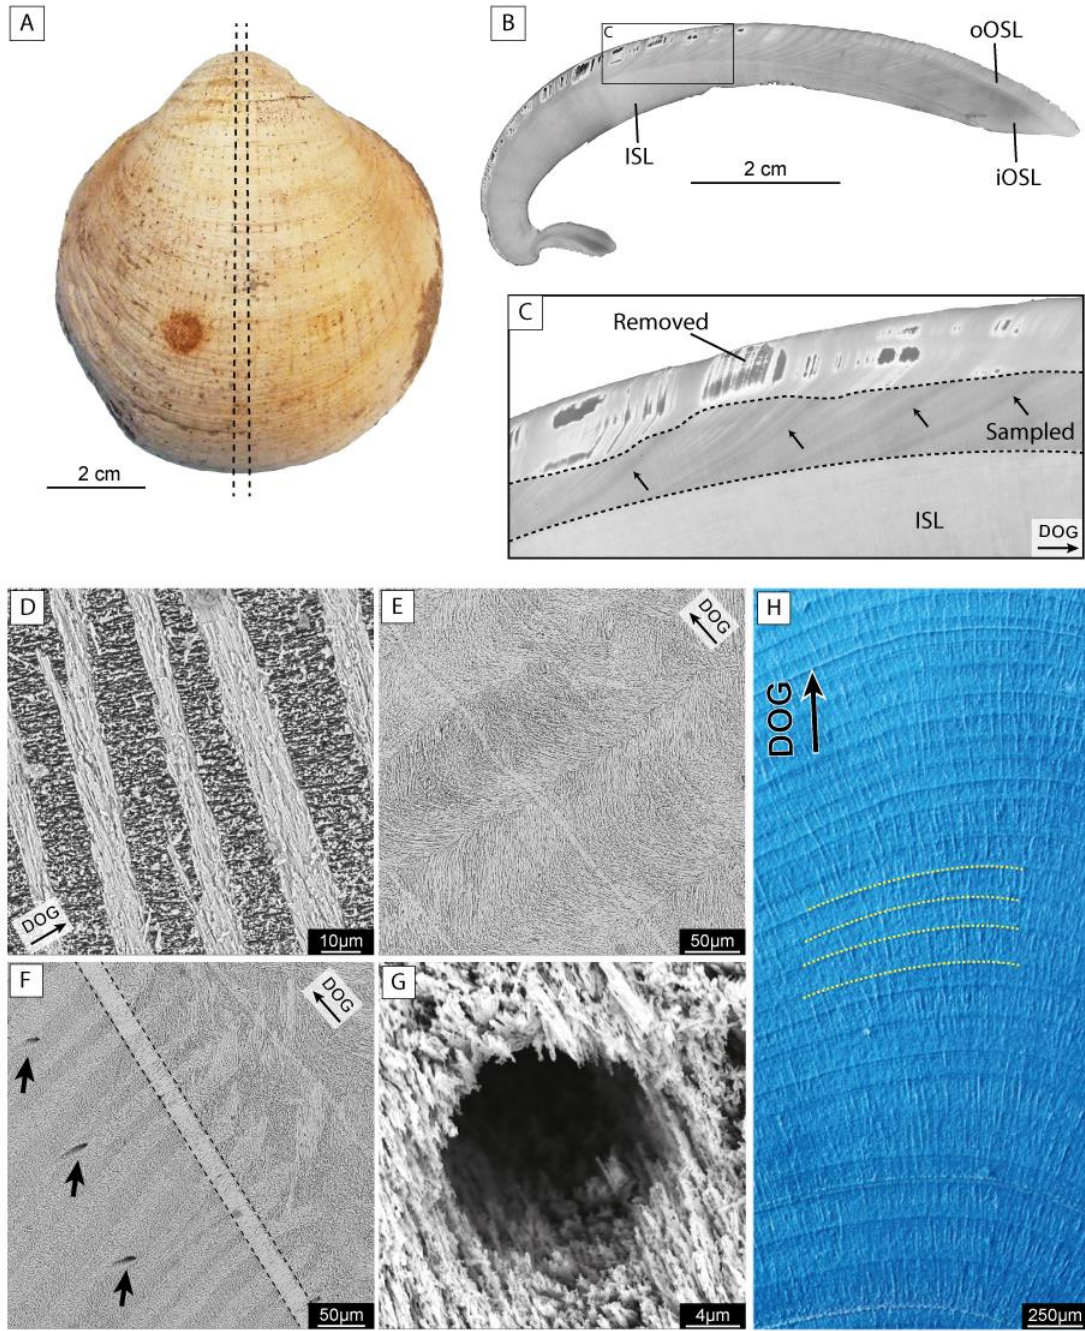 A
2 cm
B
C
oOSL
ISL
iOSL
2 cm
C
Removed
Sampled
ISL
DOG
D
DOG
10µm
E
DOG
50µm
F
DOG
50µm
G
4µm
H
DOG
250µm